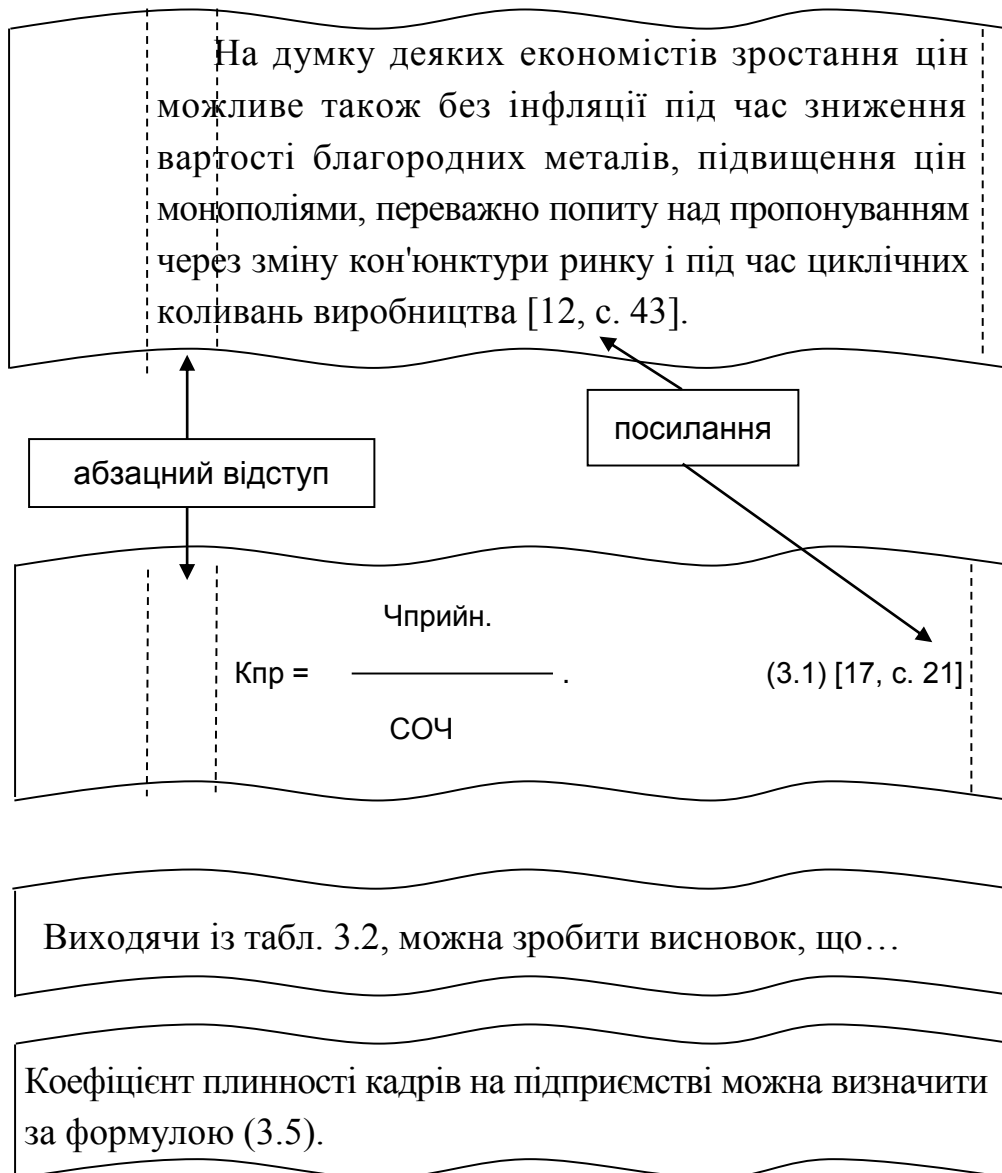 На думку деяких економістів зростання цін
можливе також без інфляції під час зниження
вартості благородних металів, підвищення цін
монополіями, переважно попиту над пропонуванням
через зміну кон'юнктури ринку і під час циклічних
коливань виробництва [12, с. 43].
посилання
абзацний відступ
Чприйн.
Кпр = . (3.1) [17, с. 21]
СОЧ
Виходячи із табл. 3.2, можна зробити висновок, що…
Коефіцієнт плинності кадрів на підприємстві можна визначити
за формулою (3.5).